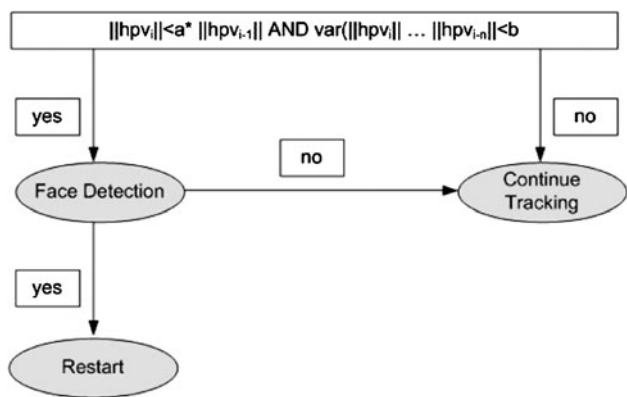 ||hpvᵢ||<a* ||hpvᵢ₋₁|| AND var(||hpvᵢ|| … ||hpvᵢ₋ₙ||<b
yes
no
no
Face Detection
Continue
Tracking
yes
Restart